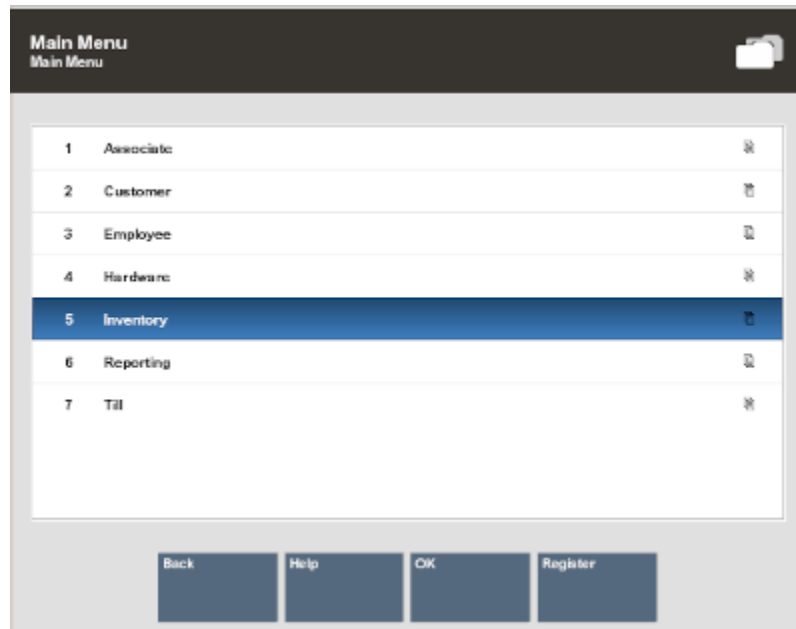 Main Menu
Main Menu
1 Associate
2 Customer
3 Employee
4 Hardware
5 Inventory
6 Reporting
7 Till
Back Help OK Register